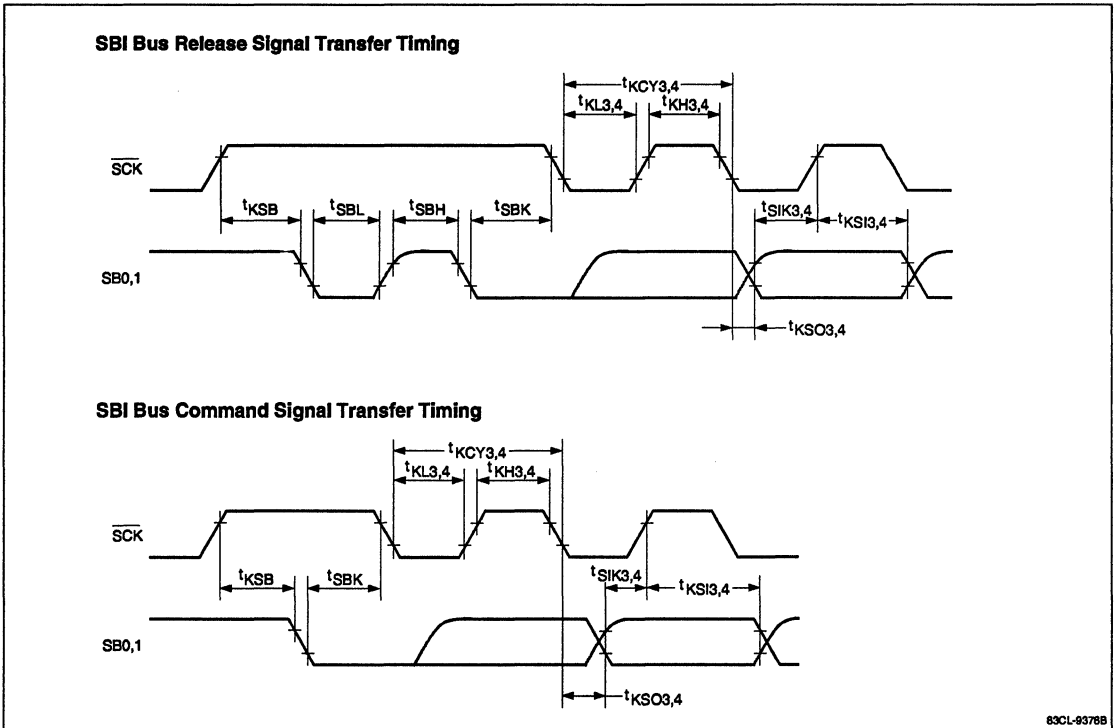 SBI Bus Release Signal Transfer Timing
tKCY3,4
tKL3,4 tKH3,4
SCK
tKSB tSBL tSBH tSBK tSIK3,4 tKSI3,4
SB0,1
tKSO3,4
SBI Bus Command Signal Transfer Timing
tKCY3,4
tKL3,4 tKH3,4
SCK
tKSB tSBK tSIK3,4 tKSI3,4
SB0,1
tKSO3,4
83CL-9376B